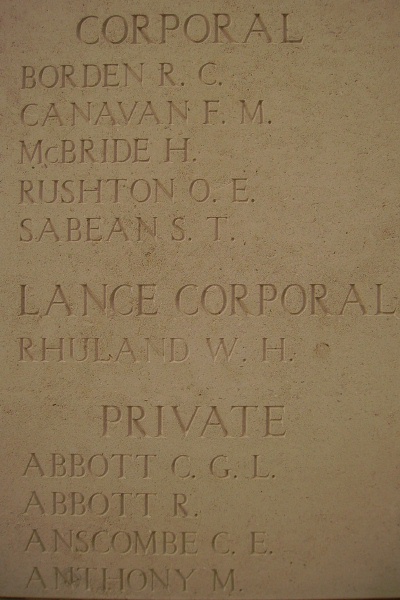 CORPORAL
BORDEN R. C.
CANAVAN F. M.
McBRIDE H.
RUSHTON O. E.
SABEAN S. T.
LANCE CORPORAL
RHULAND W. H.
PRIVATE
ABBOTT C. G. L.
ABBOTT R.
ANSCOMBE C. E.
ANTHONY M.